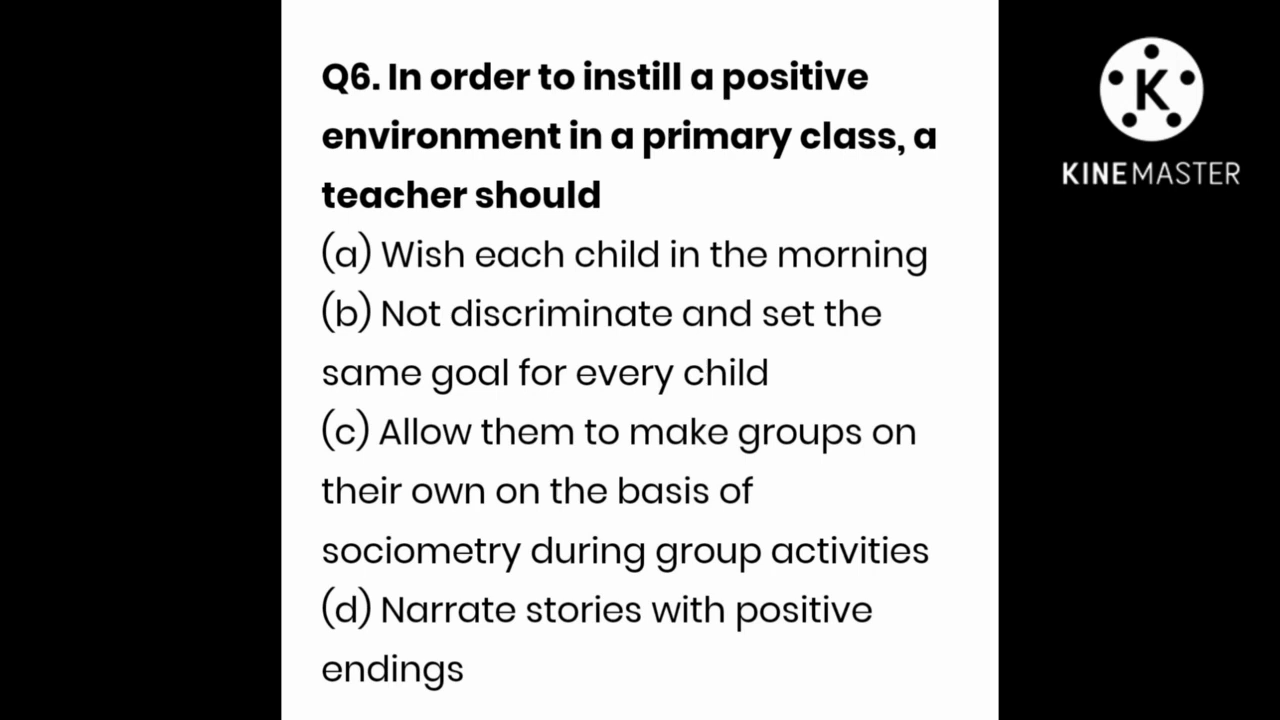 Q6. In order to instill a positive
environment in a primary class, a
teacher should
(a) Wish each child in the morning
(b) Not discriminate and set the
same goal for every child
(c) Allow them to make groups on
their own on the basis of
sociometry during group activities
(d) Narrate stories with positive
endings
K
KINEMASTER